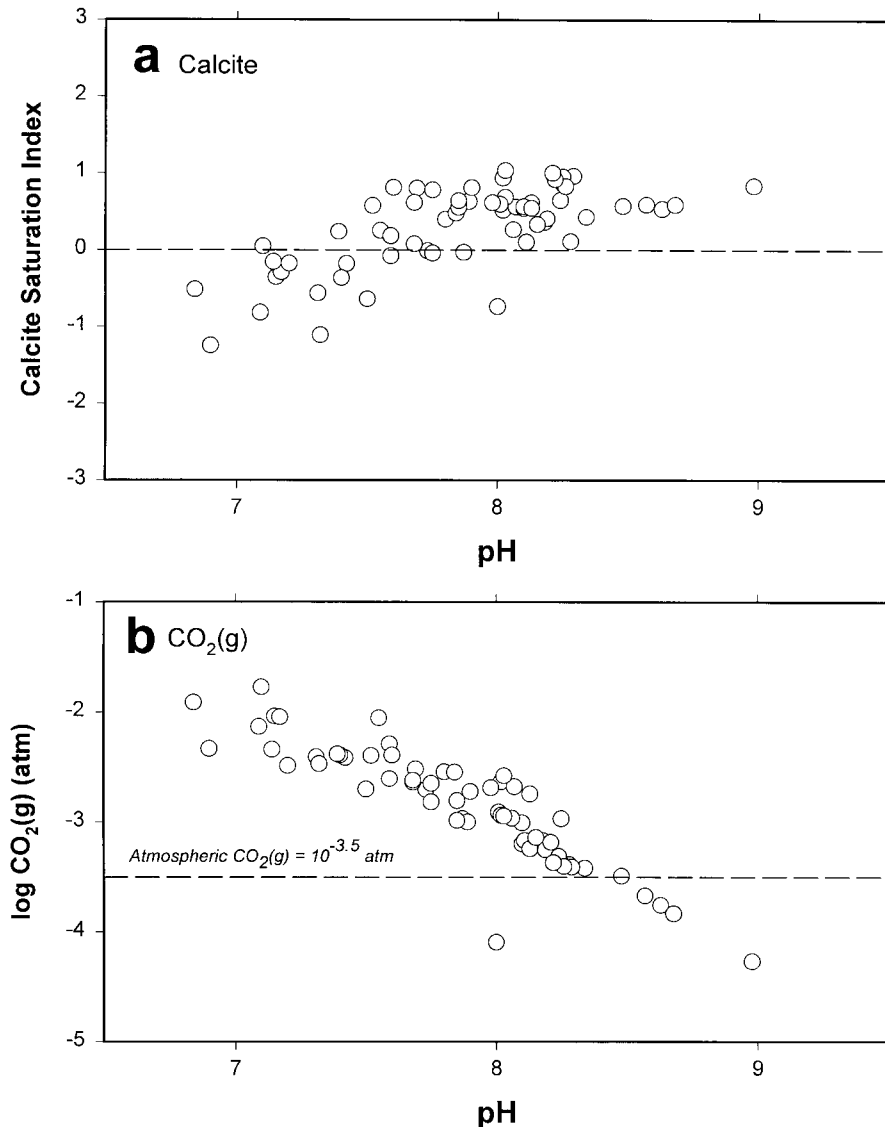 a Calcite
3
2
1
0
-1
-2
-3
Calcite Saturation Index
7 8 9
pH
b CO₂(g)
-1
-2
-3
-4
-5
log CO₂(g) (atm)
Atmospheric CO₂(g) = 10⁻³·⁵ atm
7 8 9
pH